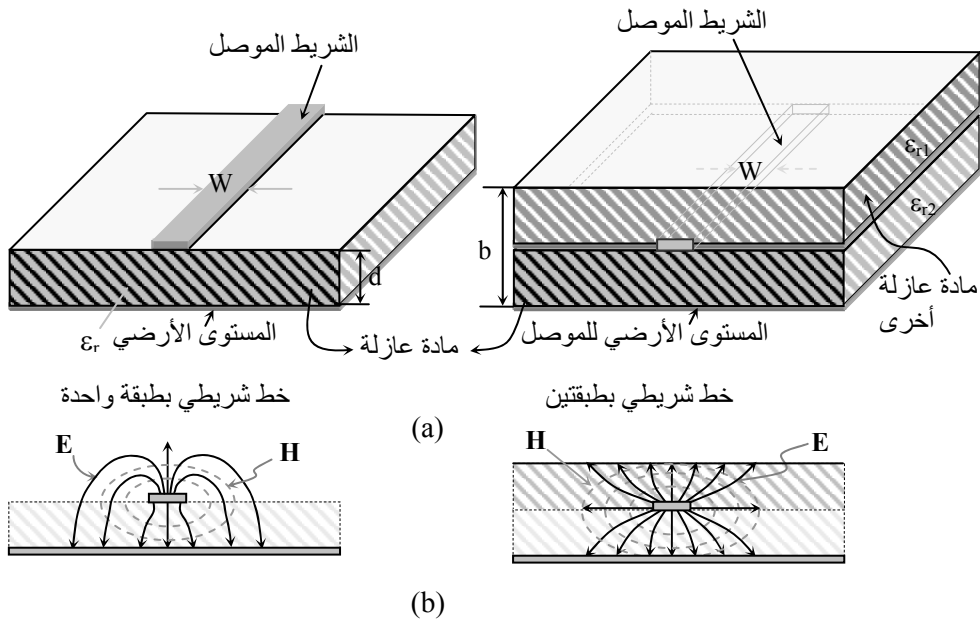 الشريط الموصل
الشريط الموصل
W
W
εr1
εr2
b
d
εr
المستوى الأرضي
مادة عازلة
المستوى الأرضي للموصل
مادة عازلة
أخرى
خط شريطي بطبقة واحدة
خط شريطي بطبقتين
(a)
E
H
H
E
(b)